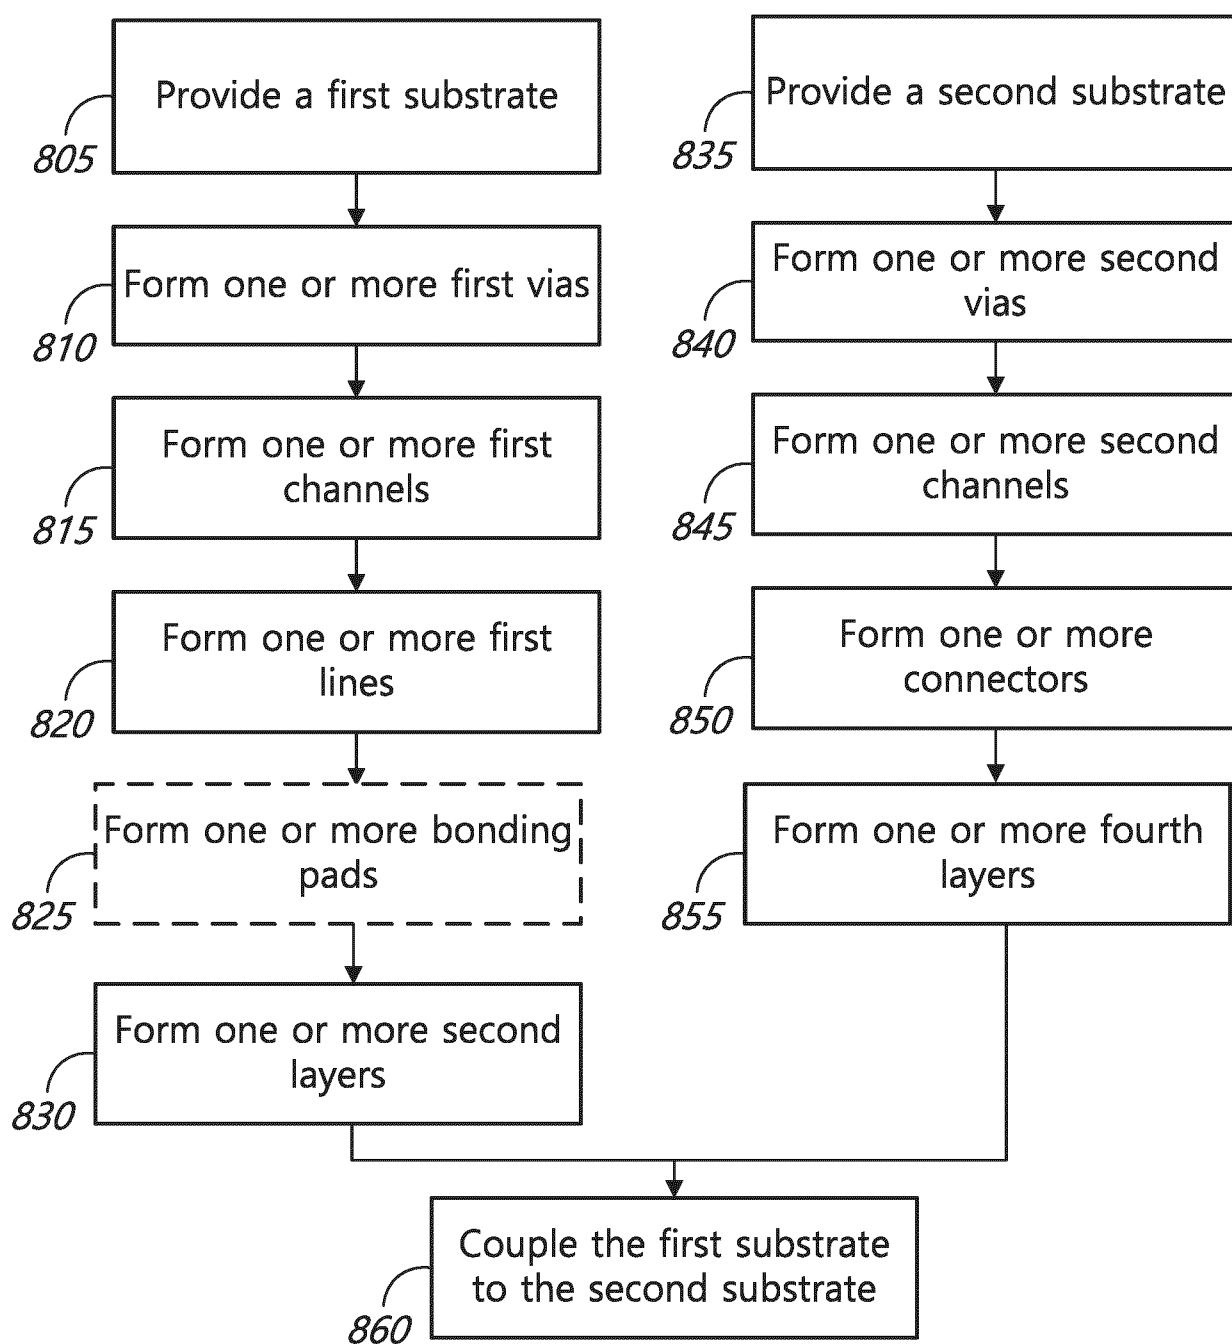 Provide a first substrate
805
Form one or more first vias
810
Form one or more first
channels
815
Form one or more first
lines
820
Form one or more bonding
pads
825
Form one or more second
layers
830
Provide a second substrate
835
Form one or more second
vias
840
Form one or more second
channels
845
Form one or more
connectors
850
Form one or more fourth
layers
855
Couple the first substrate
to the second substrate
860